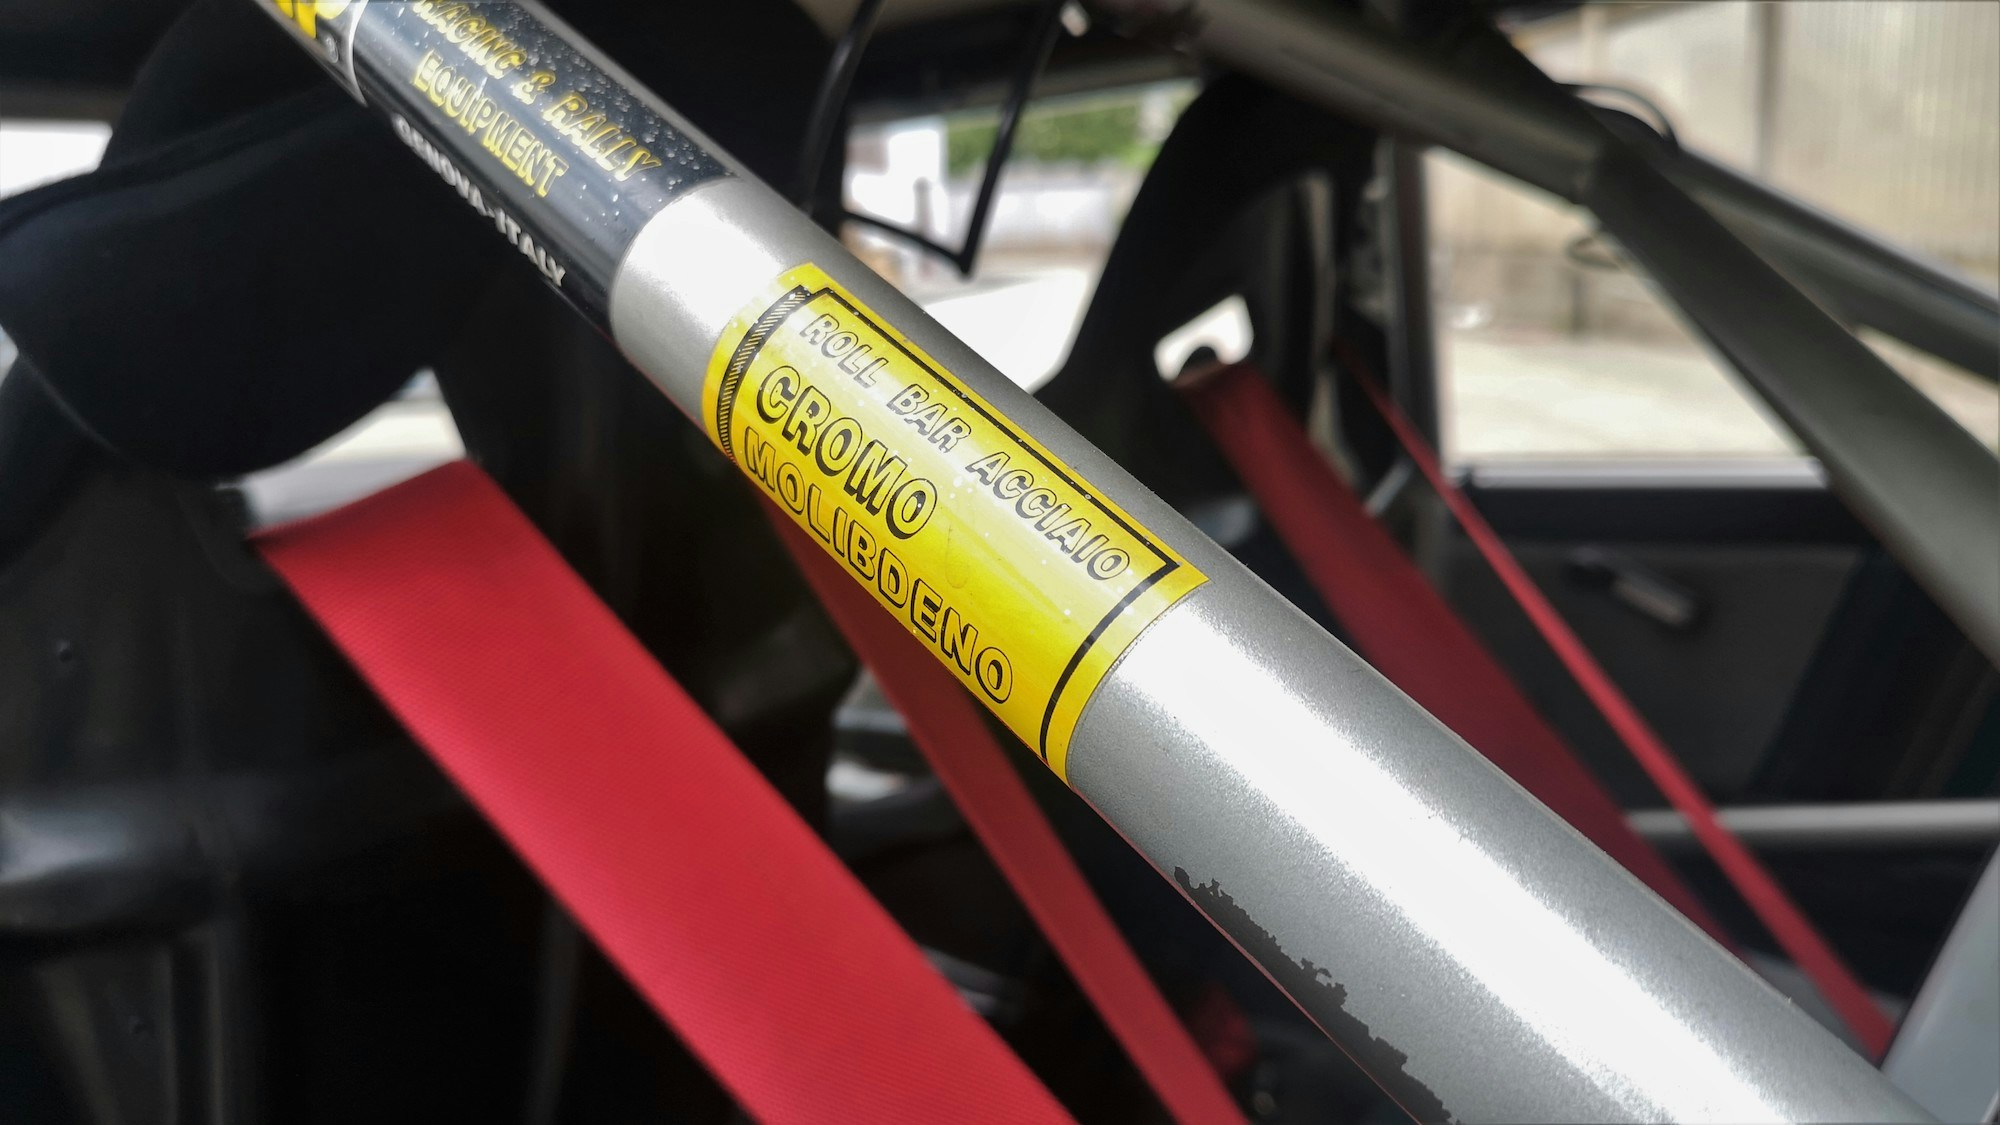 RACING & RALLY
EQUIPMENT
GENOVA-ITALY
ROLL BAR ACCIAIO
CROMO
MOLIBDENO